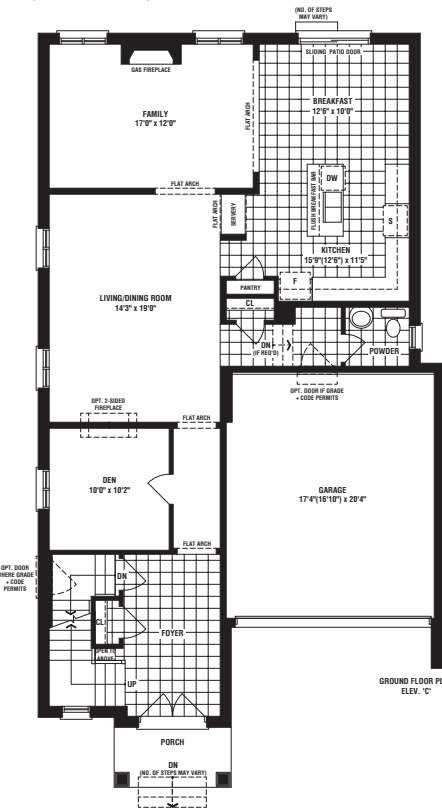 (NO. OF STEPS
MAY VARY)
SLIDING PATIO DOOR
GAS FIREPLACE
BREAKFAST
12'6" x 10'0"
FAMILY
17'0" x 12'0"
FLAT ARCH
FLAT ARCH
FLAT ARCH
SERVERY
FLUSH BREAKFAST BAR
DW
S
KITCHEN
15'9"(12'6") x 11'5"
F
PANTRY
CL
LIVING/DINING ROOM
14'3" x 19'0"
DN
(IF REQ'D)
POWDER
OPT. DOOR IF GRADE
+ CODE PERMITS
OPT. 2-SIDED
FIREPLACE
FLAT ARCH
DEN
10'0" x 10'2"
GARAGE
17'4"(16'10") x 20'4"
FLAT ARCH
OPT. DOOR
WHERE GRADE
+ CODE
PERMITS
DN
CL
FOYER
OPEN TO
ABOVE
UP
GROUND FLOOR PL
ELEV. 'C'
PORCH
DN
(NO. OF STEPS MAY VARY)